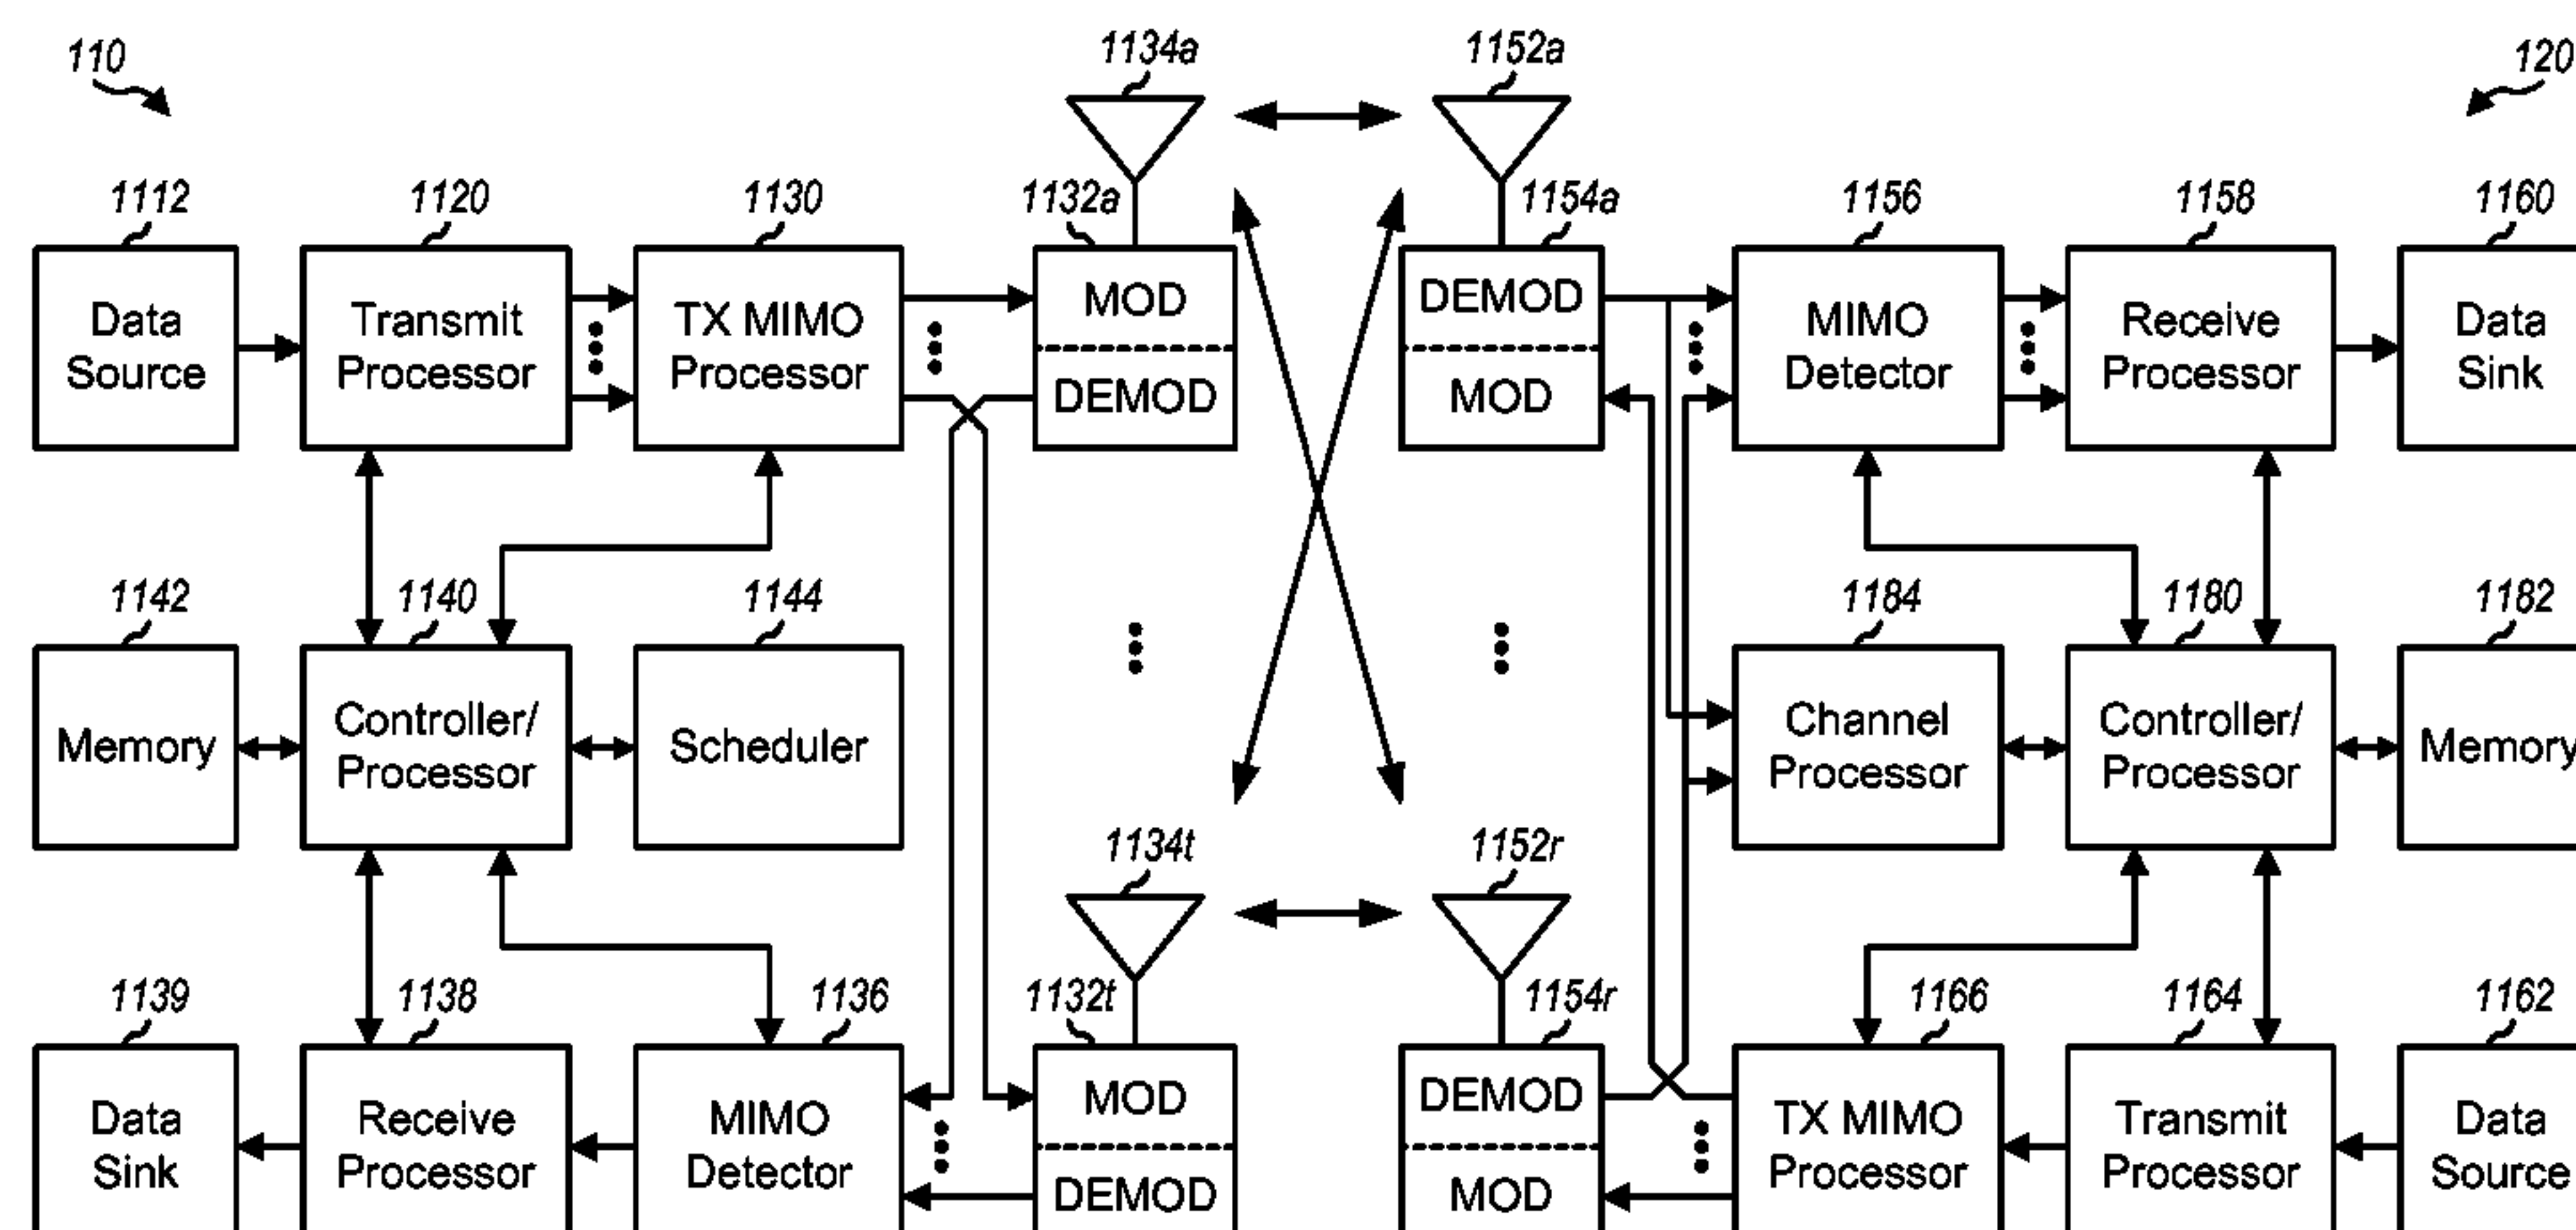 110
1134a
1152a
120
1112
1120
1130
1132a
1154a
1156
1158
1160
Data
Source
Transmit
Processor
TX MIMO
Processor
MOD
DEMOD
DEMOD
MOD
MIMO
Detector
Receive
Processor
Data
Sink
1142
1140
1144
1184
1180
1182
Memory
Controller/
Processor
Scheduler
Channel
Processor
Controller/
Processor
Memory
1134t
1152r
1139
1138
1136
1132t
1154r
1166
1164
1162
Data
Sink
Receive
Processor
MIMO
Detector
MOD
DEMOD
DEMOD
MOD
TX MIMO
Processor
Transmit
Processor
Data
Source